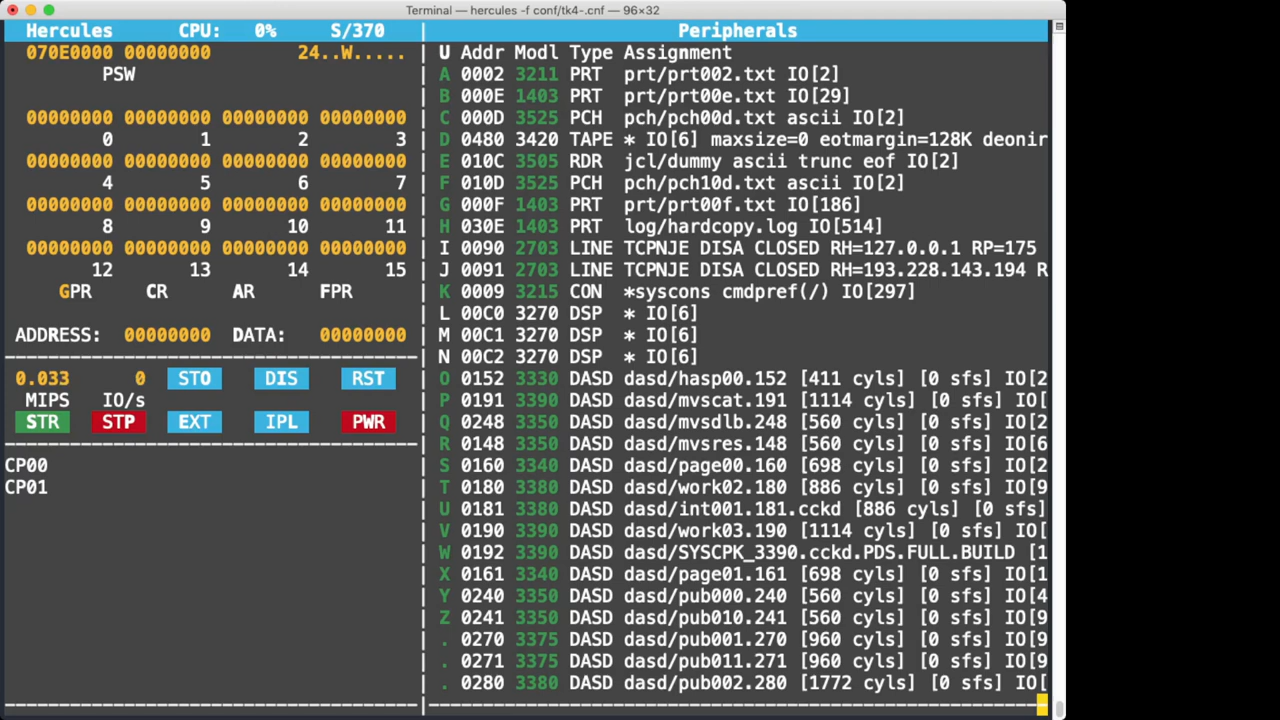 Terminal — hercules -f conf/tk4-.cnf — 96×32
Hercules CPU: 0% S/370 | Peripherals
070E0000 00000000 24..W..... | U Addr Modl Type Assignment
PSW | A 0002 3211 PRT prt/prt002.txt IO[2]
| B 000E 1403 PRT prt/prt00e.txt IO[29]
00000000 00000000 00000000 00000000 | C 000D 3525 PCH pch/pch00d.txt ascii IO[2]
0 1 2 3 | D 0480 3420 TAPE * IO[6] maxsize=0 eotmargin=128K deonir
00000000 00000000 00000000 00000000 | E 010C 3505 RDR jcl/dummy ascii trunc eof IO[2]
4 5 6 7 | F 010D 3525 PCH pch/pch10d.txt ascii IO[2]
00000000 00000000 00000000 00000000 | G 000F 1403 PRT prt/prt00f.txt IO[186]
8 9 10 11 | H 030E 1403 PRT log/hardcopy.log IO[514]
00000000 00000000 00000000 00000000 | I 0090 2703 LINE TCPNJE DISA CLOSED RH=127.0.0.1 RP=175
12 13 14 15 | J 0091 2703 LINE TCPNJE DISA CLOSED RH=193.228.143.194 R
GPR CR AR FPR | K 0009 3215 CON *syscons cmdpref(/) IO[297]
| L 00C0 3270 DSP * IO[6]
ADDRESS: 00000000 DATA: 00000000 | M 00C1 3270 DSP * IO[6]
--------------------------------------| N 00C2 3270 DSP * IO[6]
0.033 0 STO DIS RST | O 0152 3330 DASD dasd/hasp00.152 [411 cyls] [0 sfs] IO[2
MIPS IO/s | P 0191 3390 DASD dasd/mvscat.191 [1114 cyls] [0 sfs] IO[
STR STP EXT IPL PWR | Q 0248 3350 DASD dasd/mvsdlb.248 [560 cyls] [0 sfs] IO[2
--------------------------------------| R 0148 3350 DASD dasd/mvsres.148 [560 cyls] [0 sfs] IO[6
CP00 | S 0160 3340 DASD dasd/page00.160 [698 cyls] [0 sfs] IO[2
CP01 | T 0180 3380 DASD dasd/work02.180 [886 cyls] [0 sfs] IO[9
| U 0181 3380 DASD dasd/int001.181.cckd [886 cyls] [0 sfs]
| V 0190 3390 DASD dasd/work03.190 [1114 cyls] [0 sfs] IO[
| W 0192 3390 DASD dasd/SYSCPK_3390.cckd.PDS.FULL.BUILD [1
| X 0161 3340 DASD dasd/page01.161 [698 cyls] [0 sfs] IO[1
| Y 0240 3350 DASD dasd/pub000.240 [560 cyls] [0 sfs] IO[4
| Z 0241 3350 DASD dasd/pub010.241 [560 cyls] [0 sfs] IO[9
| . 0270 3375 DASD dasd/pub001.270 [960 cyls] [0 sfs] IO[9
| . 0271 3375 DASD dasd/pub011.271 [960 cyls] [0 sfs] IO[9
| . 0280 3380 DASD dasd/pub002.280 [1772 cyls] [0 sfs] IO[
--------------------------------------|---------------------------------------------------------